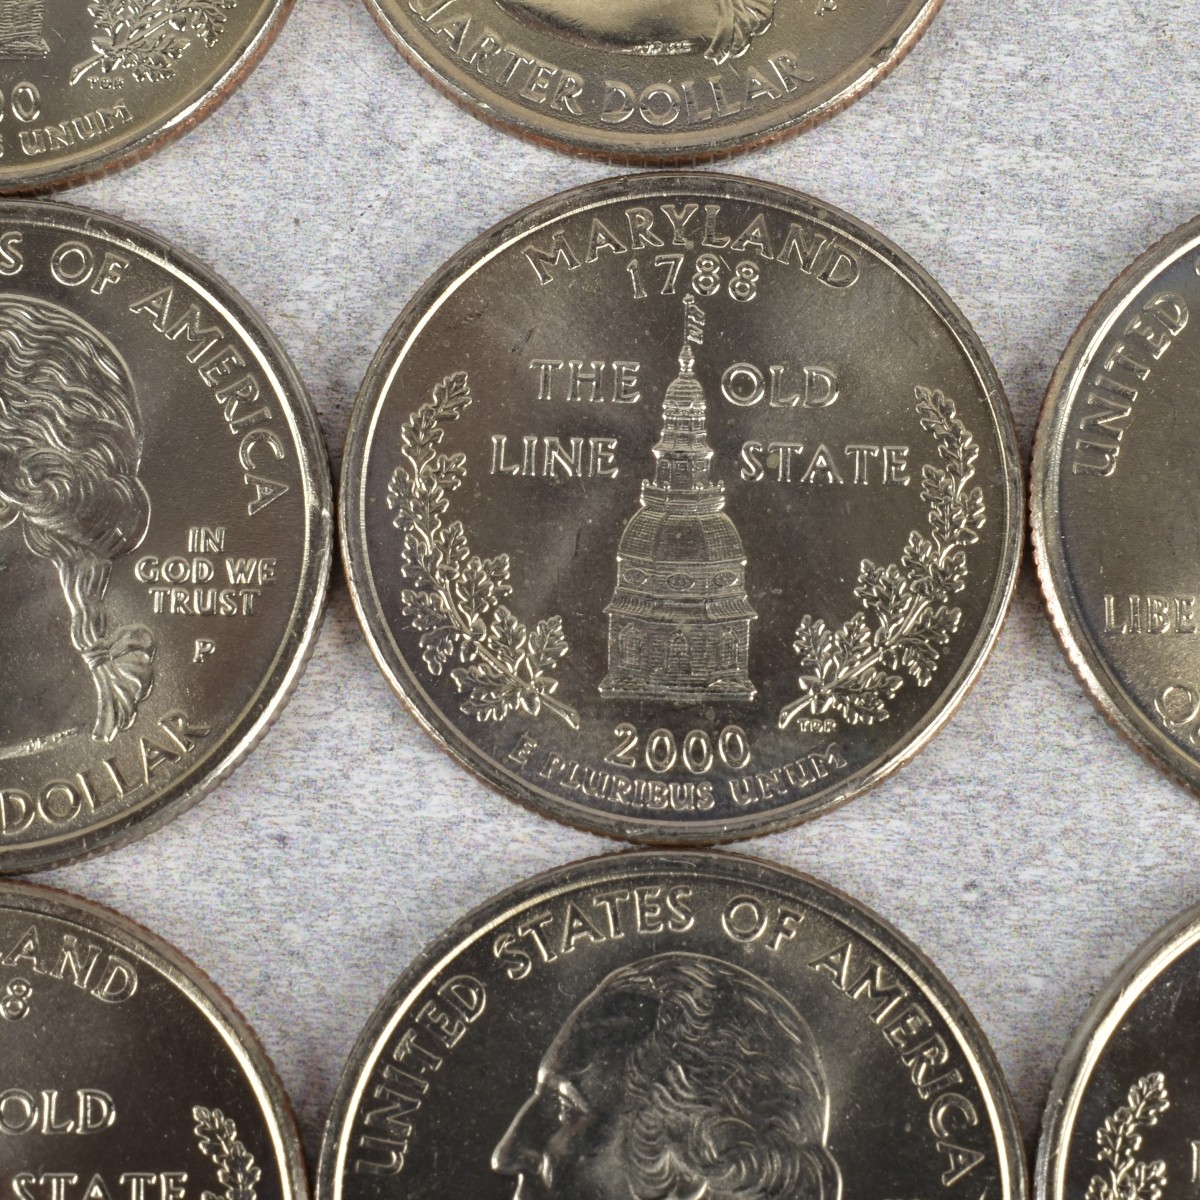 UNUM
QUARTER DOLLAR
OF AMERICA
IN
GOD WE
TRUST
P
DOLLAR
MARYLAND
1788
THE OLD
LINE STATE
2000
E PLURIBUS UNUM
UNITED
OLD
STATE
UNITED STATES OF AMERICA